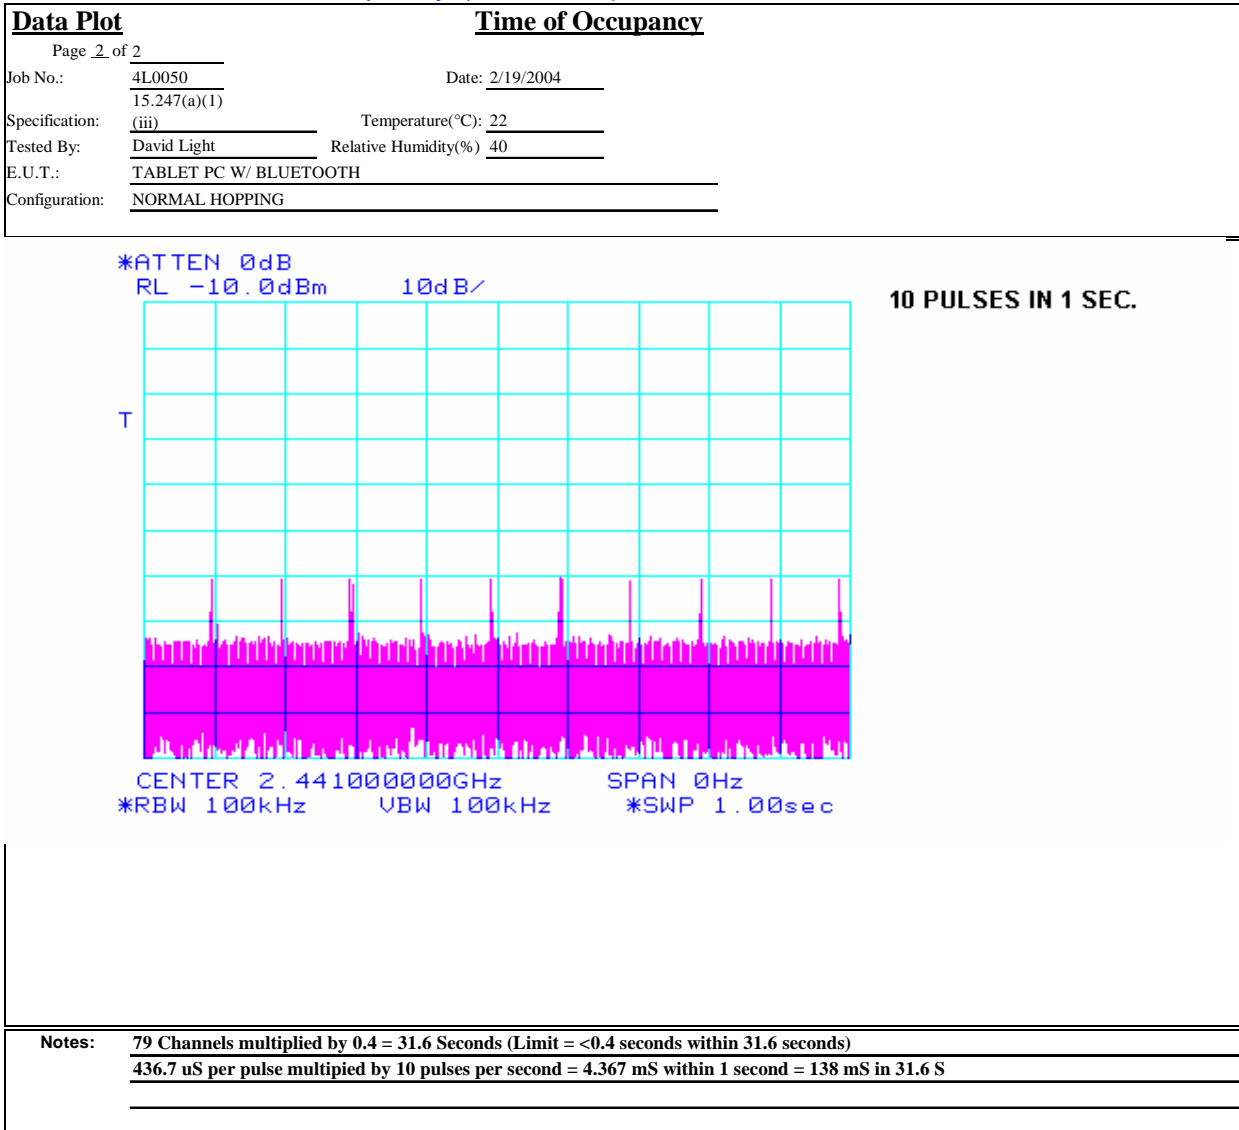 Data Plot Time of Occupancy
Page 2 of 2
Job No.: 4L0050 Date: 2/19/2004
15.247(a)(1)
Specification: (iii) Temperature(°C): 22
Tested By: David Light Relative Humidity(%) 40
E.U.T.: TABLET PC W/ BLUETOOTH
Configuration: NORMAL HOPPING
*ATTEN 0dB
RL -10.0dBm 10dB/
10 PULSES IN 1 SEC.
T
CENTER 2.441000000GHz SPAN 0Hz
*RBW 100kHz VBW 100kHz *SWP 1.00sec
Notes: 79 Channels multiplied by 0.4 = 31.6 Seconds (Limit = <0.4 seconds within 31.6 seconds)
436.7 uS per pulse multipied by 10 pulses per second = 4.367 mS within 1 second = 138 mS in 31.6 S